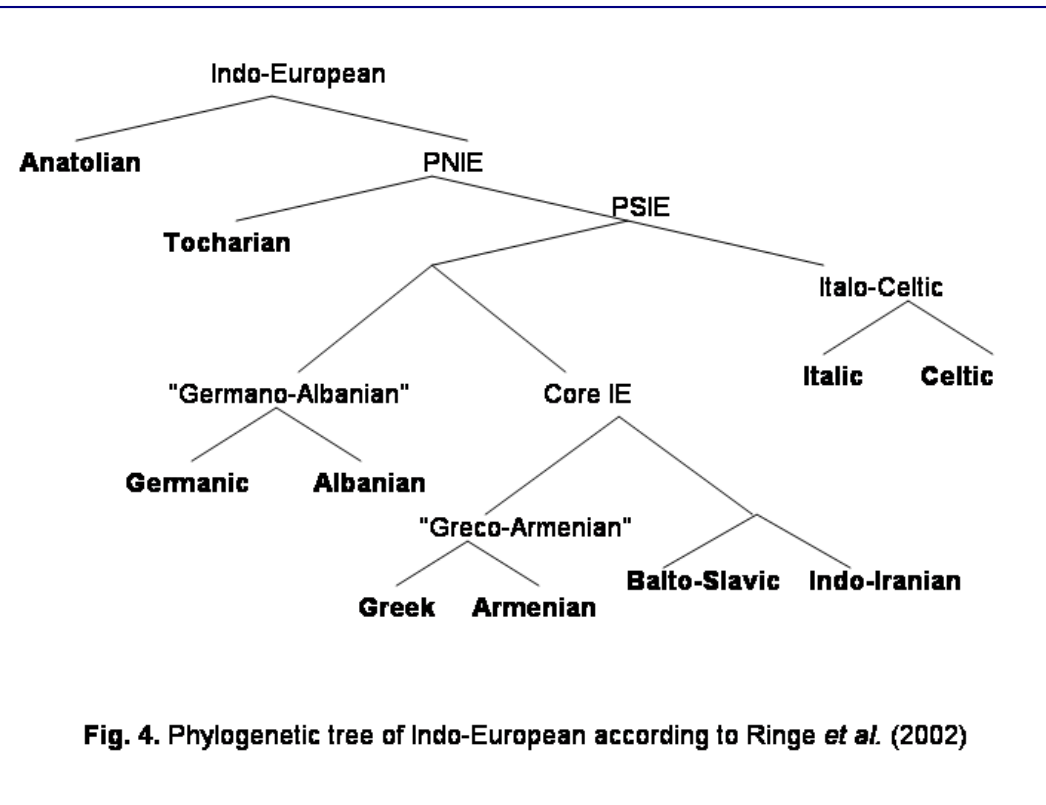 Indo-European
Anatolian
PNIE
PSIE
Tocharian
Italo-Celtic
Italic
Celtic
"Germano-Albanian"
Core IE
Germanic
Albanian
"Greco-Armenian"
Balto-Slavic
Indo-Iranian
Greek
Armenian
Fig. 4. Phylogenetic tree of Indo-European according to Ringe et al. (2002)